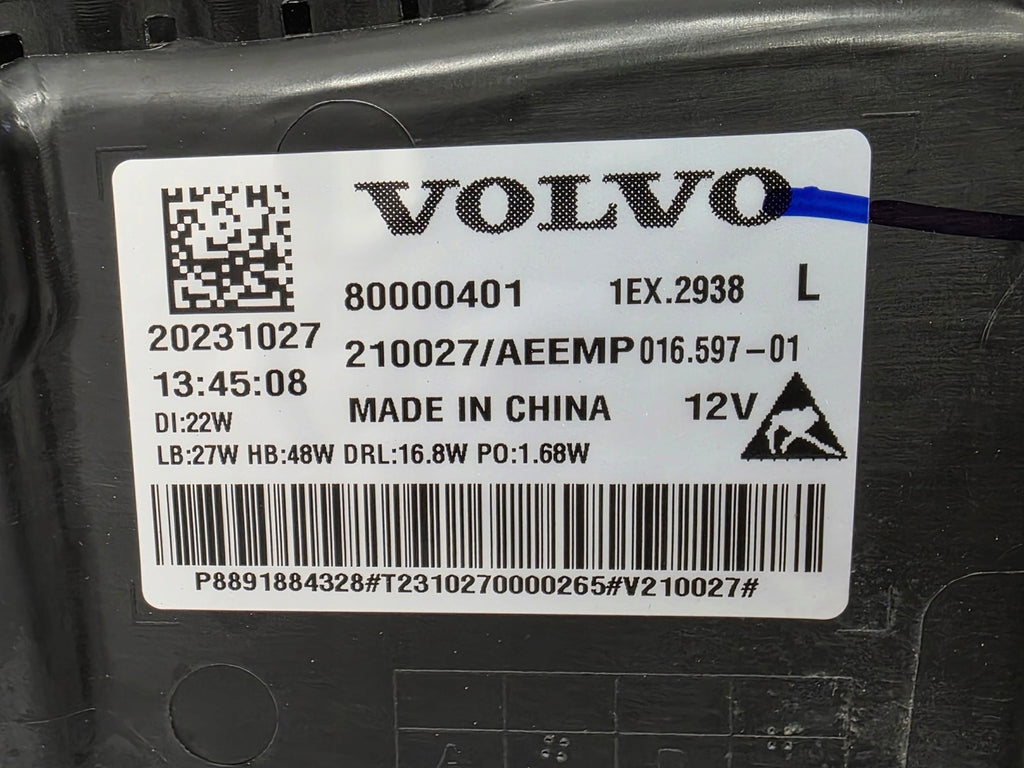 VOLVO
80000401 1EX.2938 L
20231027
210027/AEEMP 016.597-01
13:45:08
MADE IN CHINA 12V
DI:22W
LB:27W HB:48W DRL:16.8W PO:1.68W
P8891884328#T2310270000265#V210027#
A